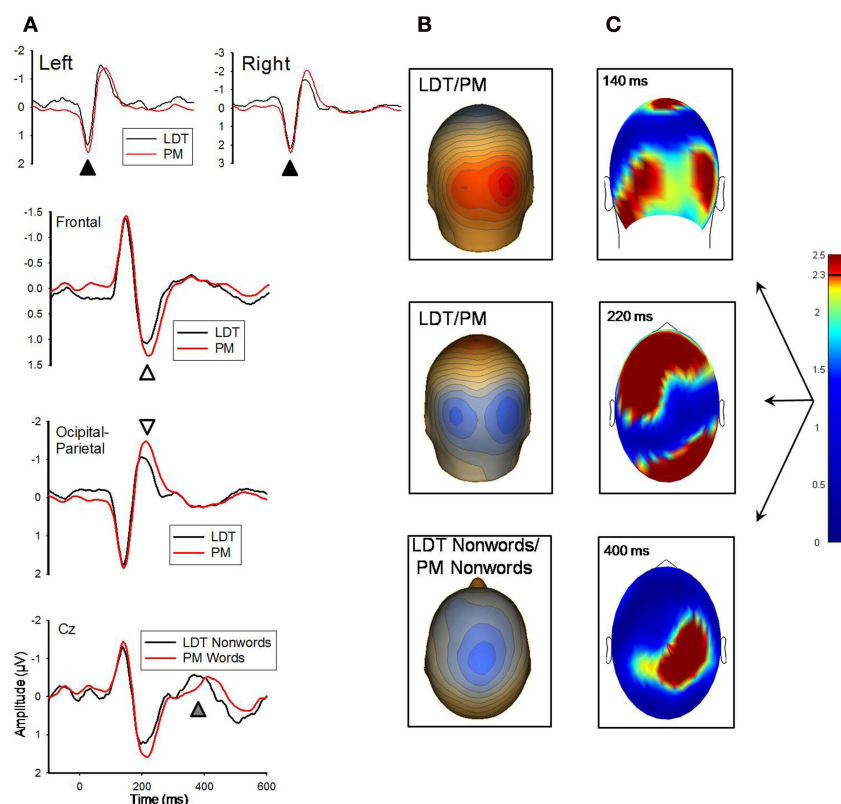 A
B
C
Left
Right
-2
-1
0
1
2
-3
-2
-1
0
1
2
3
LDT
PM
LDT
PM
Frontal
-1.5
-1.0
-.5
0.0
.5
1.0
1.5
LDT
PM
Ocipital-
Parietal
-2
-1
0
1
2
LDT
PM
Cz
LDT Nonwords
PM Words
Amplitude (µV)
-2
-1
0
1
2
0
200
400
600
Time (ms)
LDT/PM
LDT/PM
LDT Nonwords/
PM Nonwords
140 ms
220 ms
400 ms
2.5
2.3
2
1.5
1
0.5
0